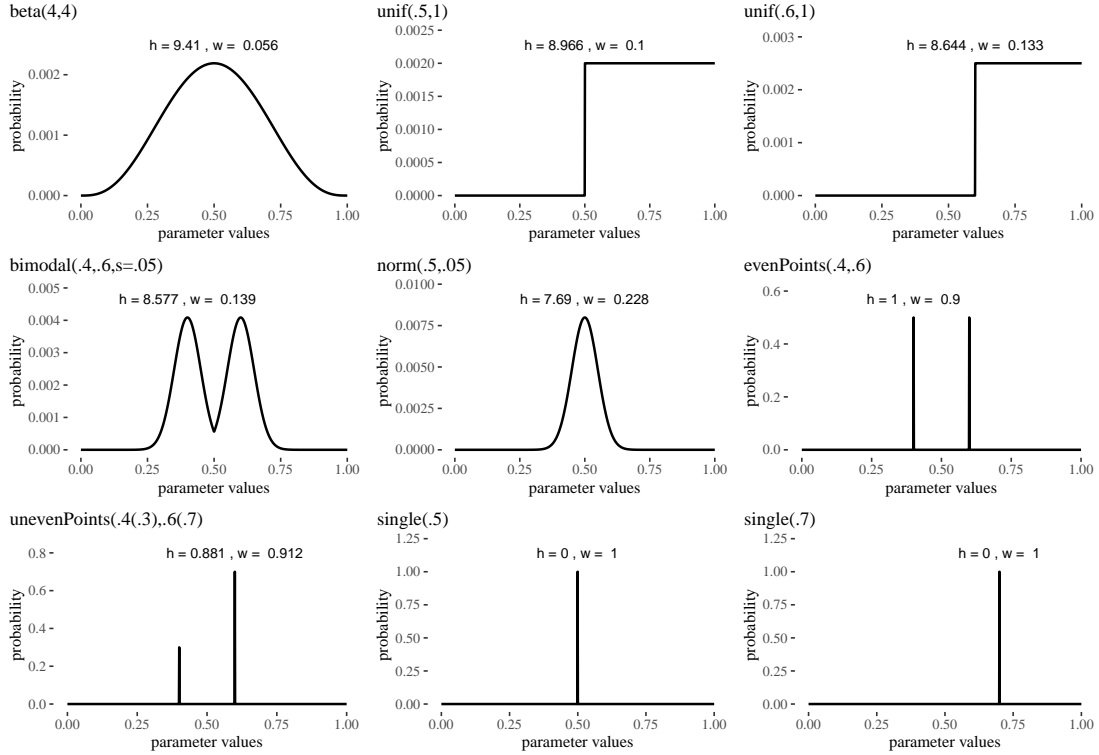 beta(4,4)
h = 9.41 , w = 0.056
probability
0.002
0.001
0.000
0.00 0.25 0.50 0.75 1.00
parameter values
unif(.5,1)
h = 8.966 , w = 0.1
probability
0.0025
0.0020
0.0015
0.0010
0.0005
0.0000
0.00 0.25 0.50 0.75 1.00
parameter values
unif(.6,1)
h = 8.644 , w = 0.133
probability
0.003
0.002
0.001
0.000
0.00 0.25 0.50 0.75 1.00
parameter values
bimodal(.4,.6,s=.05)
h = 8.577 , w = 0.139
probability
0.005
0.004
0.003
0.002
0.001
0.000
0.00 0.25 0.50 0.75 1.00
parameter values
norm(.5,.05)
h = 7.69 , w = 0.228
probability
0.0100
0.0075
0.0050
0.0025
0.0000
0.00 0.25 0.50 0.75 1.00
parameter values
evenPoints(.4,.6)
h = 1 , w = 0.9
probability
0.6
0.4
0.2
0.0
0.00 0.25 0.50 0.75 1.00
parameter values
unevenPoints(.4(.3),.6(.7)
h = 0.881 , w = 0.912
probability
0.8
0.6
0.4
0.2
0.0
0.00 0.25 0.50 0.75 1.00
parameter values
single(.5)
h = 0 , w = 1
probability
1.25
1.00
0.75
0.50
0.25
0.00
0.00 0.25 0.50 0.75 1.00
parameter values
single(.7)
h = 0 , w = 1
probability
1.25
1.00
0.75
0.50
0.25
0.00
0.00 0.25 0.50 0.75 1.00
parameter values